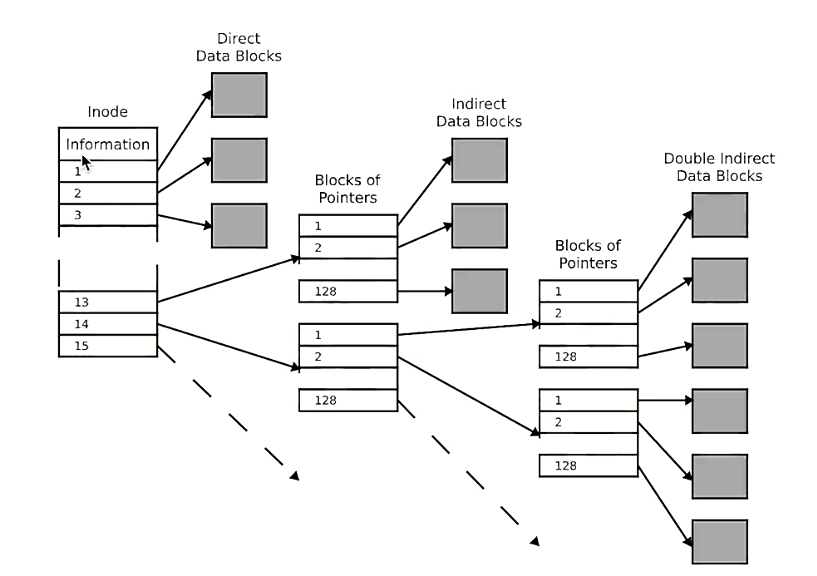 Direct
Data Blocks
Inode
Information
1
2
3
13
14
15
Blocks of
Pointers
1
2
128
1
2
128
Indirect
Data Blocks
Blocks of
Pointers
1
2
128
1
2
128
Double Indirect
Data Blocks